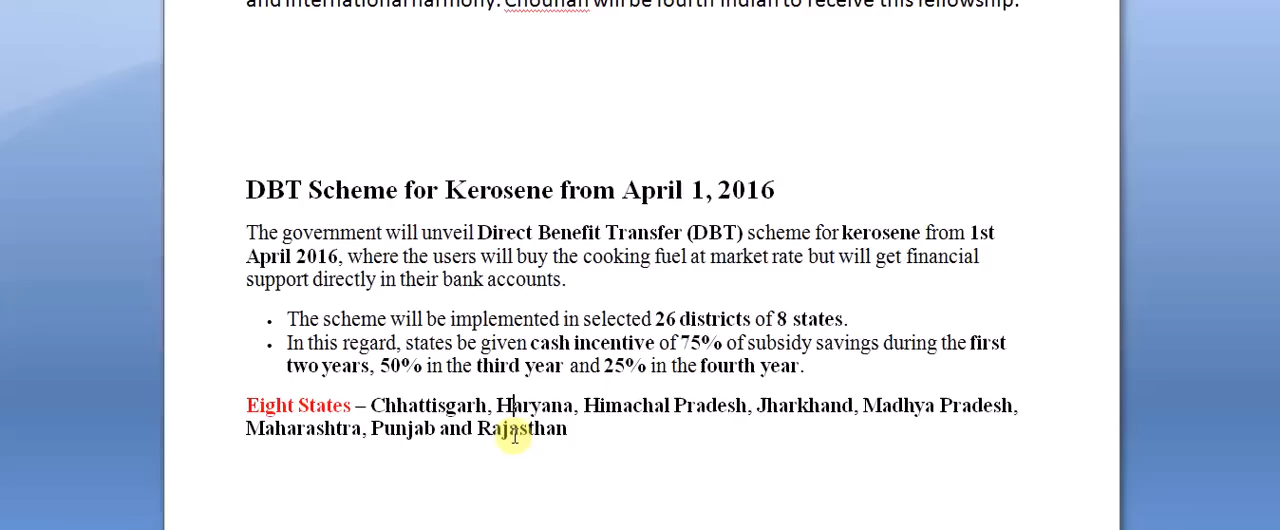 and international harmony. Chouhan will be fourth Indian to receive this fellowship.
DBT Scheme for Kerosene from April 1, 2016
The government will unveil Direct Benefit Transfer (DBT) scheme for kerosene from 1st
April 2016, where the users will buy the cooking fuel at market rate but will get financial
support directly in their bank accounts.
• The scheme will be implemented in selected 26 districts of 8 states.
• In this regard, states be given cash incentive of 75% of subsidy savings during the first
two years, 50% in the third year and 25% in the fourth year.
Eight States – Chhattisgarh, Haryana, Himachal Pradesh, Jharkhand, Madhya Pradesh,
Maharashtra, Punjab and Rajasthan